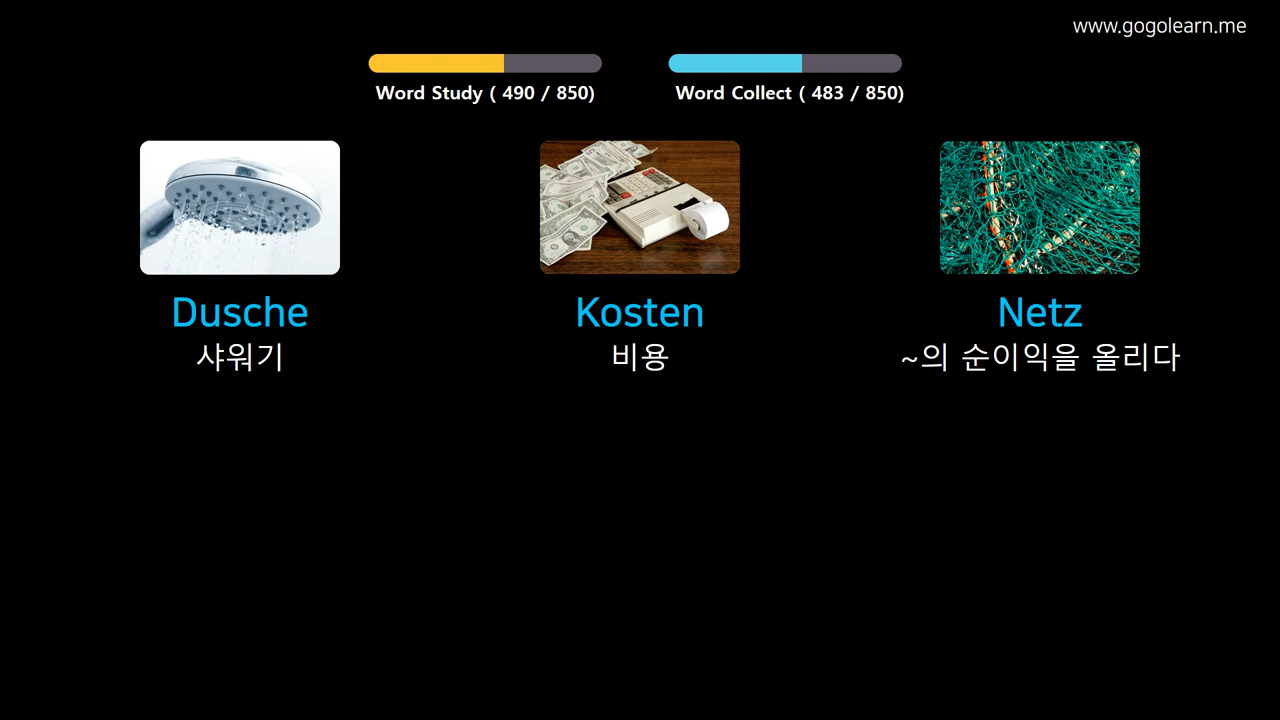 www.gogolearn.me
Word Study ( 490 / 850)
Word Collect ( 483 / 850)
Dusche
샤워기
Kosten
비용
Netz
~의 순이익을 올리다